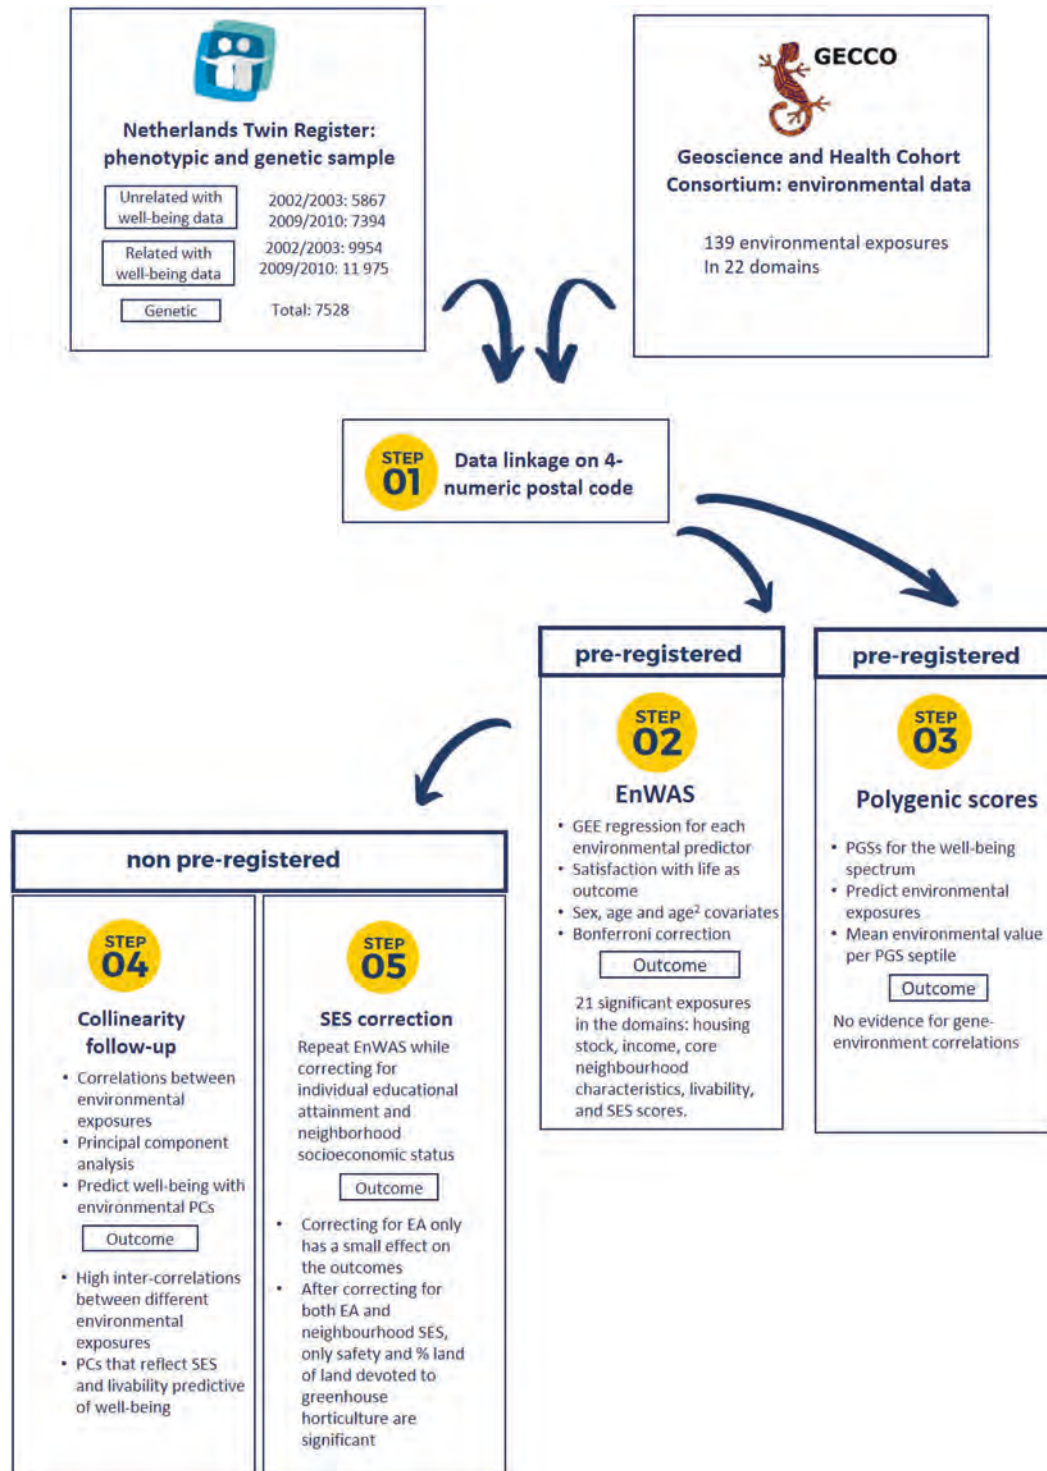 Netherlands Twin Register:
phenotypic and genetic sample
Unrelated with
well-being data
2002/2003: 5867
2009/2010: 7394
Related with
well-being data
2002/2003: 9954
2009/2010: 11 975
Genetic
Total: 7528
GECCO
Geoscience and Health Cohort
Consortium: environmental data
139 environmental exposures
In 22 domains
STEP
01
Data linkage on 4-
numeric postal code
pre-registered
STEP
02
EnWAS
• GEE regression for each
environmental predictor
• Satisfaction with life as
outcome
• Sex, age and age² covariates
• Bonferroni correction
Outcome
21 significant exposures
in the domains: housing
stock, income, core
neighbourhood
characteristics, livability,
and SES scores.
pre-registered
STEP
03
Polygenic scores
• PGSs for the well-being
spectrum
• Predict environmental
exposures
• Mean environmental value
per PGS septile
Outcome
No evidence for gene-
environment correlations
non pre-registered
STEP
04
Collinearity
follow-up
• Correlations between
environmental
exposures
• Principal component
analysis
• Predict well-being with
environmental PCs
Outcome
• High inter-correlations
between different
environmental
exposures
• PCs that reflect SES
and livability predictive
of well-being
STEP
05
SES correction
Repeat EnWAS while
correcting for
individual educational
attainment and
neighborhood
socioeconomic status
Outcome
• Correcting for EA only
has a small effect on
the outcomes
• After correcting for
both EA and
neighbourhood SES,
only safety and % land
of land devoted to
greenhouse
horticulture are
significant